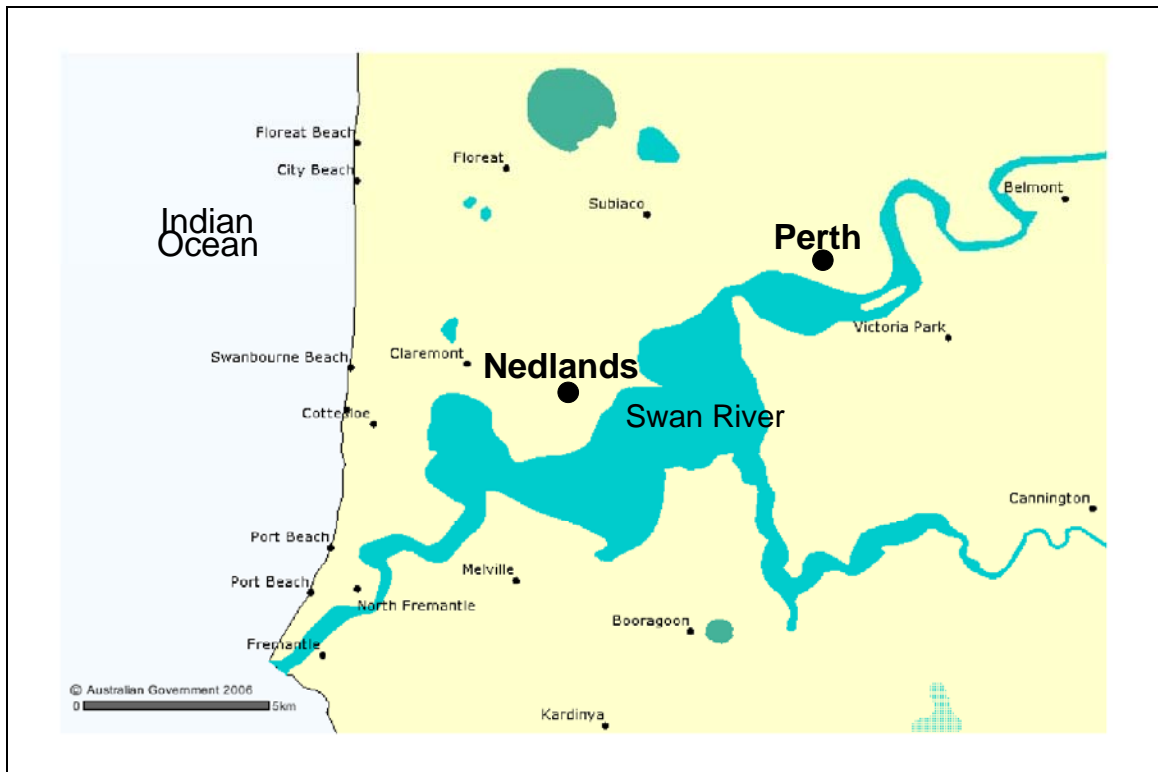 Floreat Beach
City Beach
Floreat
Subiaco
Belmont
Indian
Ocean
Perth
Victoria Park
Swanbourne Beach
Claremont
Nedlands
Swan River
Cottesloe
Cannington
Port Beach
Melville
Port Beach
North Fremantle
Booragoon
Fremantle
© Australian Government 2006
0 5km
Kardinya